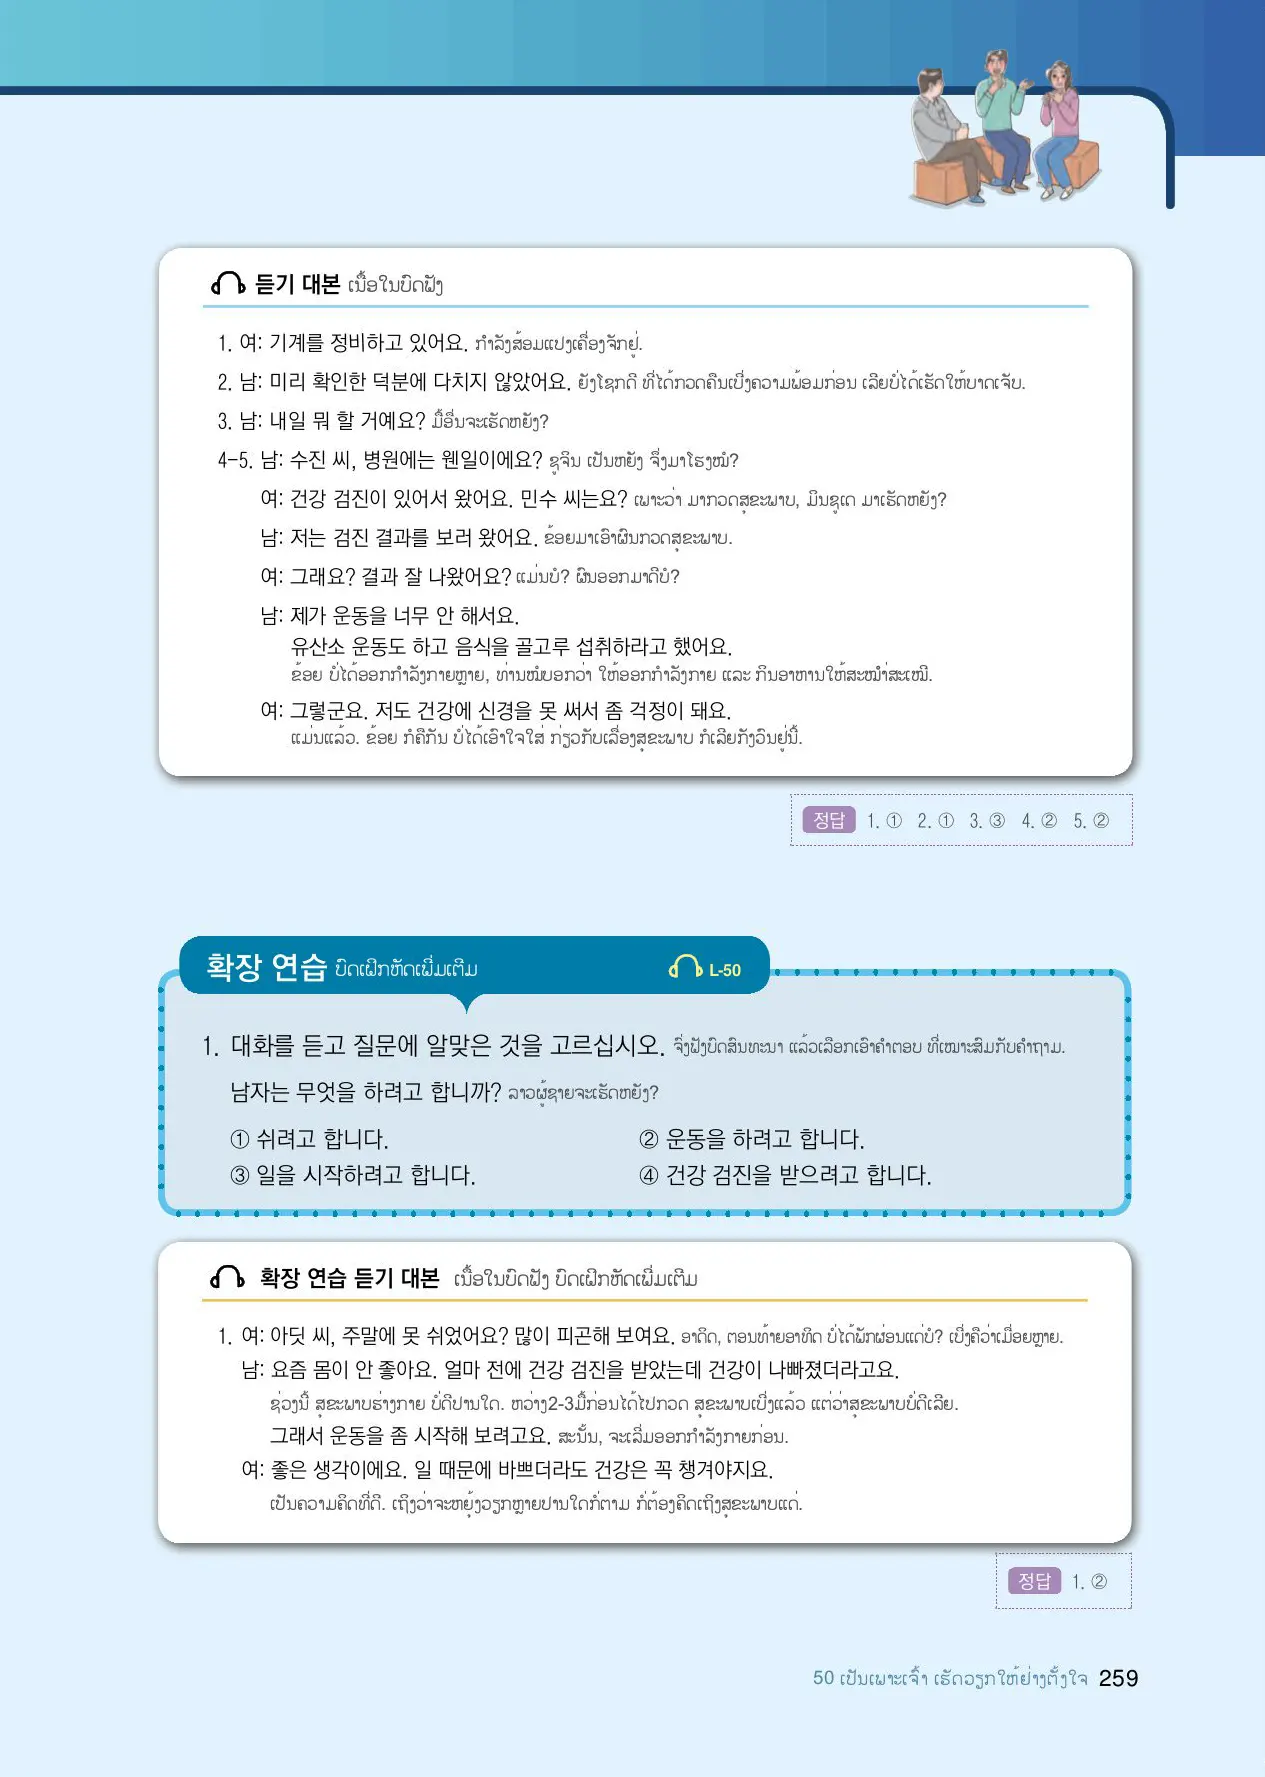 듣기 대본 ເນື້ອໃນບົດຟັງ
1. 여: 기계를 정비하고 있어요. ກຳລັງສ້ອມແປງເຄື່ອງຈັກຢູ່.
2. 남: 미리 확인한 덕분에 다치지 않았어요. ຍັງໂຊກດີ ທີ່ໄດ້ກວດຄືນເບິ່ງຄວາມພ້ອມກ່ອນ ເລີຍບໍ່ໄດ້ເຮັດໃຫ້ບາດເຈັບ.
3. 남: 내일 뭐 할 거예요? ມື້ອື່ນຈະເຮັດຫຍັງ?
4-5. 남: 수진 씨, 병원에는 웬일이에요? ຊູຈິນ ເປັນຫຍັງ ຈຶ່ງມາໂຮງໝໍ?
여: 건강 검진이 있어서 왔어요. 민수 씨는요? ເພາະວ່າ ມາກວດສຸຂະພາບ, ມິນຊູເດ ມາເຮັດຫຍັງ?
남: 저는 검진 결과를 보러 왔어요. ຂ້ອຍມາເອົາຜົນກວດສຸຂະພາບ.
여: 그래요? 결과 잘 나왔어요? ແມ່ນບໍ? ຜົນອອກມາດີບໍ?
남: 제가 운동을 너무 안 해서요.
유산소 운동도 하고 음식을 골고루 섭취하라고 했어요.
ຂ້ອຍ ບໍ່ໄດ້ອອກກຳລັງກາຍຫຼາຍ, ທ່ານໝໍບອກວ່າ ໃຫ້ອອກກຳລັງກາຍ ແລະ ກິນອາຫານໃຫ້ສະໝ່ຳສະເໝີ.
여: 그렇군요. 저도 건강에 신경을 못 써서 좀 걱정이 돼요.
ແມ່ນແລ້ວ. ຂ້ອຍ ກໍຄືກັນ ບໍ່ໄດ້ເອົາໃຈໃສ່ ກ່ຽວກັບເລື່ອງສຸຂະພາບ ກໍເລີຍກັງວົນຢູ່ນີ້.
정답 1. ① 2. ① 3. ③ 4. ② 5. ②
확장 연습 ບົດເຝິກຫັດເພີ່ມເຕີມ L-50
1. 대화를 듣고 질문에 알맞은 것을 고르십시오. ຈົ່ງຟັງບົດສົນທະນາ ແລ້ວເລືອກເອົາຄຳຕອບ ທີ່ເໝາະສົມກັບຄຳຖາມ.
남자는 무엇을 하려고 합니까? ລາວຜູ້ຊາຍຈະເຮັດຫຍັງ?
① 쉬려고 합니다. ② 운동을 하려고 합니다.
③ 일을 시작하려고 합니다. ④ 건강 검진을 받으려고 합니다.
확장 연습 듣기 대본 ເນື້ອໃນບົດຟັງ ບົດເຝິກຫັດເພີ່ມເຕີມ
1. 여: 아딧 씨, 주말에 못 쉬었어요? 많이 피곤해 보여요. ອາດິດ, ຕອນທ້າຍອາທິດ ບໍ່ໄດ້ພັກຜ່ອນແດ່ບໍ? ເບິ່ງຄືວ່າເມື່ອຍຫຼາຍ.
남: 요즘 몸이 안 좋아요. 얼마 전에 건강 검진을 받았는데 건강이 나빠졌더라고요.
ຊ່ວງນີ້ ສຸຂະພາບຮ່າງກາຍ ບໍ່ດີປານໃດ. ຫວ່າງ2-3ມື້ກ່ອນໄດ້ໄປກວດ ສຸຂະພາບເບິ່ງແລ້ວ ແຕ່ວ່າສຸຂະພາບບໍ່ດີເລີຍ.
그래서 운동을 좀 시작해 보려고요. ສະນັ້ນ, ຈະເລີ່ມອອກກຳລັງກາຍກ່ອນ.
여: 좋은 생각이에요. 일 때문에 바쁘더라도 건강은 꼭 챙겨야지요.
ເປັນຄວາມຄິດທີ່ດີ. ເຖິງວ່າຈະຫຍຸ້ງວຽກຫຼາຍປານໃດກໍ່ຕາມ ກໍ່ຕ້ອງຄິດເຖິງສຸຂະພາບແດ່.
정답 1. ②
50 ເປັນເພາະເຈົ້າ ເຮັດວຽກໃຫ້ຢ່າງຕັ້ງໃຈ 259